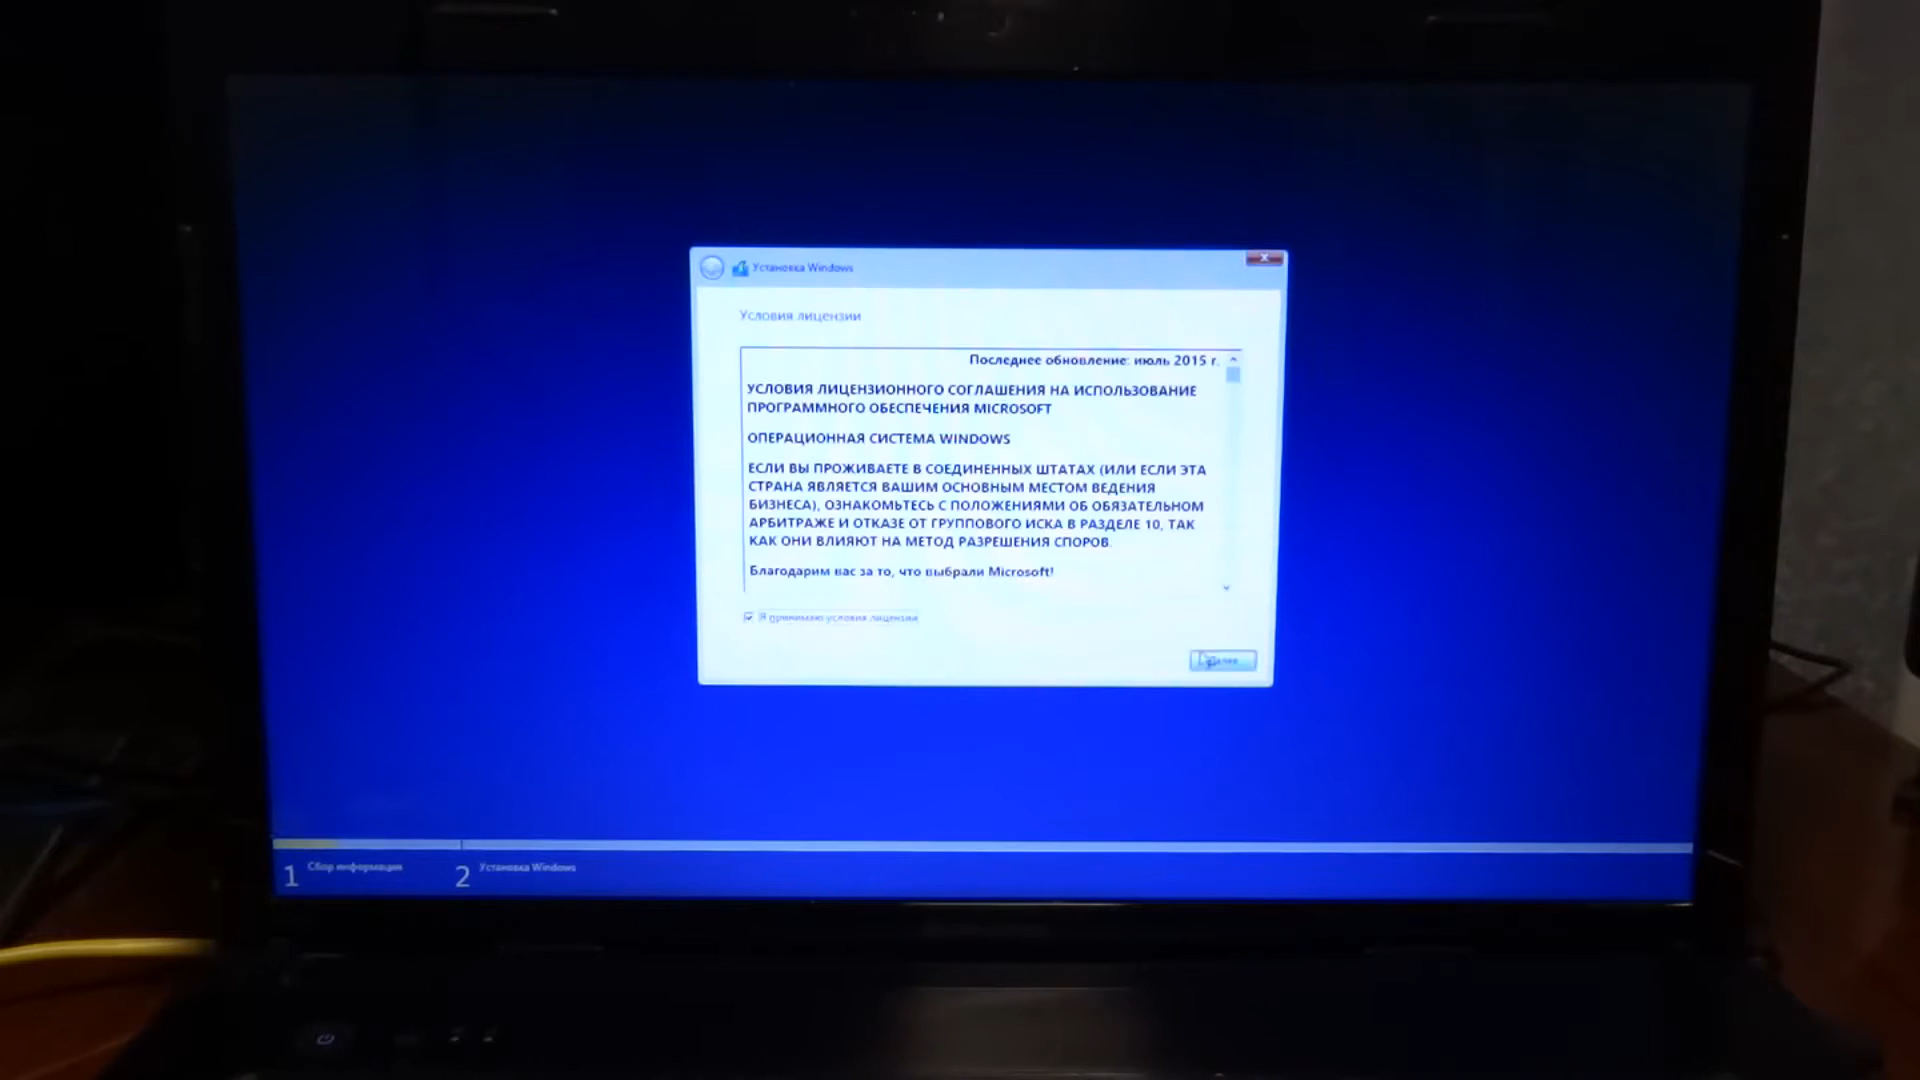 Установка Windows
Условия лицензии
Последнее обновление: июль 2015 г.
УСЛОВИЯ ЛИЦЕНЗИОННОГО СОГЛАШЕНИЯ НА ИСПОЛЬЗОВАНИЕ
ПРОГРАММНОГО ОБЕСПЕЧЕНИЯ MICROSOFT
ОПЕРАЦИОННАЯ СИСТЕМА WINDOWS
ЕСЛИ ВЫ ПРОЖИВАЕТЕ В СОЕДИНЕННЫХ ШТАТАХ (ИЛИ ЕСЛИ ЭТА
СТРАНА ЯВЛЯЕТСЯ ВАШИМ ОСНОВНЫМ МЕСТОМ ВЕДЕНИЯ
БИЗНЕСА), ОЗНАКОМЬТЕСЬ С ПОЛОЖЕНИЯМИ ОБ ОБЯЗАТЕЛЬНОМ
АРБИТРАЖЕ И ОТКАЗЕ ОТ ГРУППОВОГО ИСКА В РАЗДЕЛЕ 10, ТАК
КАК ОНИ ВЛИЯЮТ НА МЕТОД РАЗРЕШЕНИЯ СПОРОВ.
Благодарим вас за то, что выбрали Microsoft!
Я принимаю условия лицензии
Далее
1 Сбор информации
2 Установка Windows